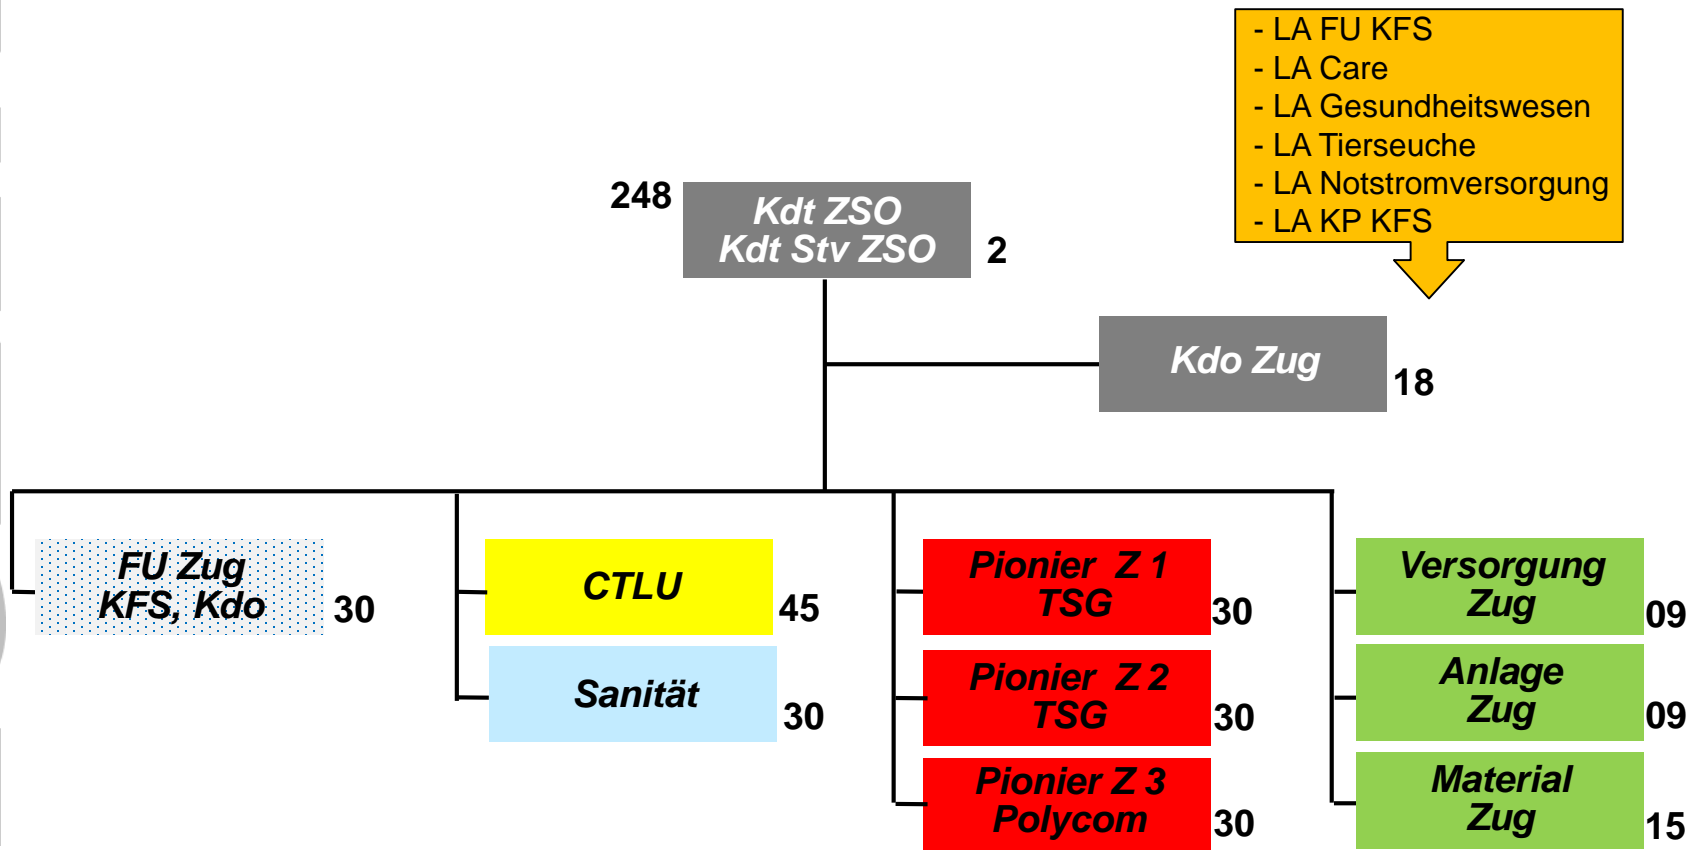 - LA FU KFS
- LA Care
- LA Gesundheitswesen
- LA Tierseuche
- LA Notstromversorgung
- LA KP KFS
248
Kdt ZSO
Kdt Stv ZSO
2
Kdo Zug
18
FU Zug
KFS, Kdo
30
CTLU
45
Sanität
30
Pionier Z 1
TSG
30
Pionier Z 2
TSG
30
Pionier Z 3
Polycom
30
Versorgung
Zug
09
Anlage
Zug
09
Material
Zug
15